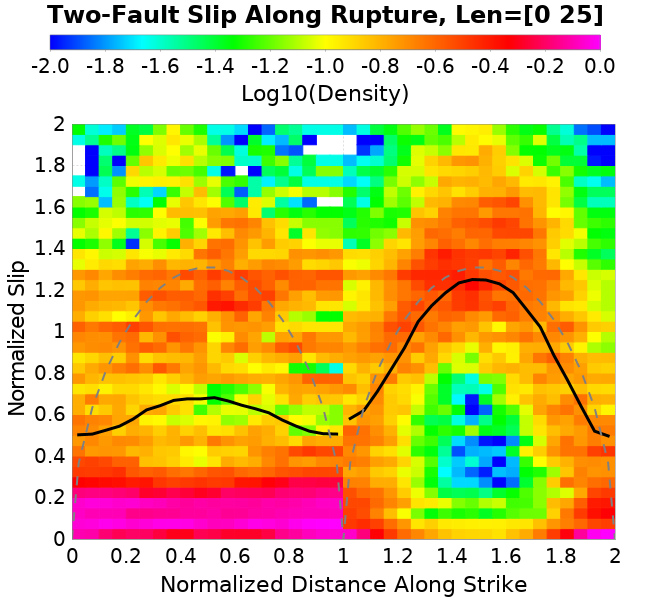 Two-Fault Slip Along Rupture, Len=[0 25]
-2.0 -1.8 -1.6 -1.4 -1.2 -1.0 -0.8 -0.6 -0.4 -0.2 0.0
Log10(Density)
2
1.8
1.6
1.4
1.2
1
0.8
0.6
0.4
0.2
0
Normalized Slip
0 0.2 0.4 0.6 0.8 1 1.2 1.4 1.6 1.8 2
Normalized Distance Along Strike